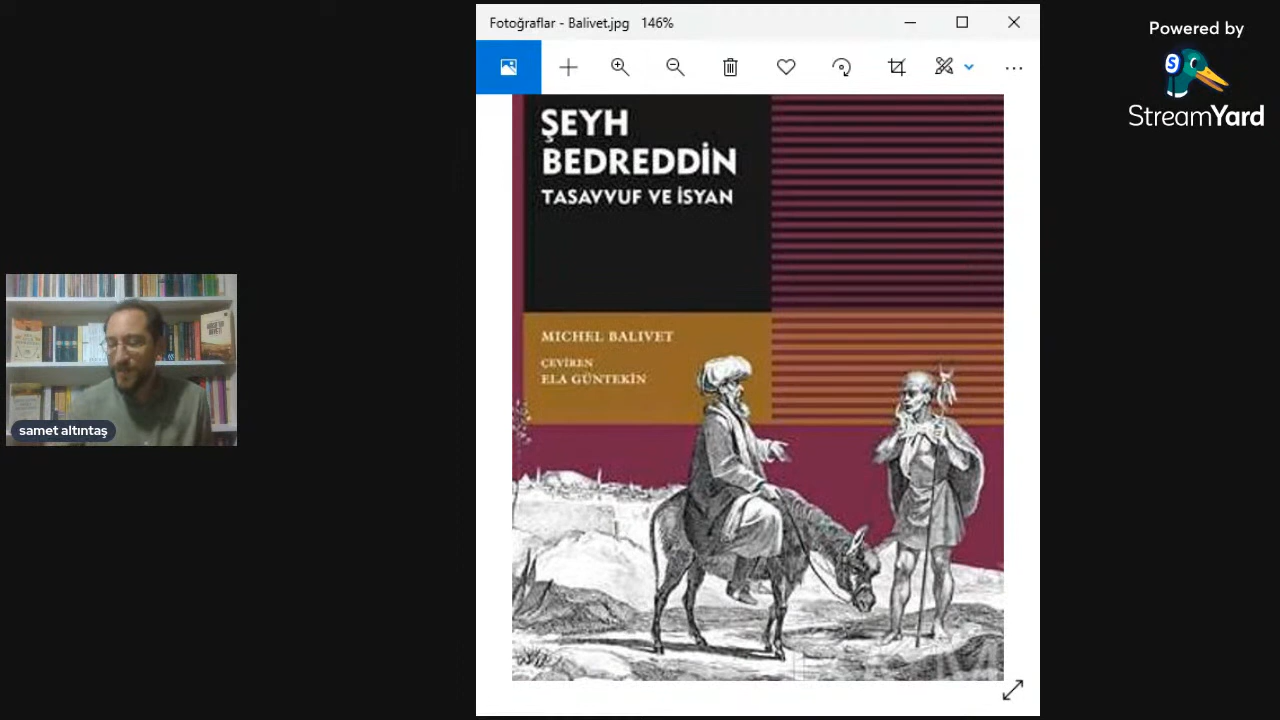 Fotoğraflar - Balivet.jpg 146%
Powered by
StreamYard
ŞEYH
BEDREDDİN
TASAVVUF VE İSYAN
MICHEL BALIVET
ÇEVİREN
ELA GÜNTEKİN
samet altıntaş